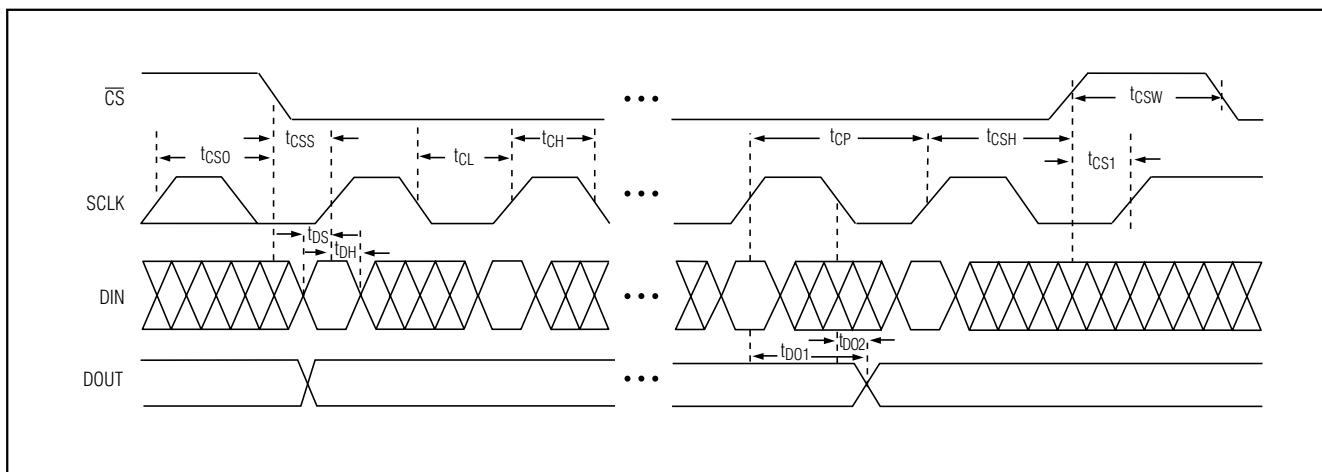 CS
tCSW
tCSS
tCP
tCSH
tCH
tCSO
tCL
tCS1
SCLK
tDS
tDH
DIN
tDO1
tDO2
DOUT